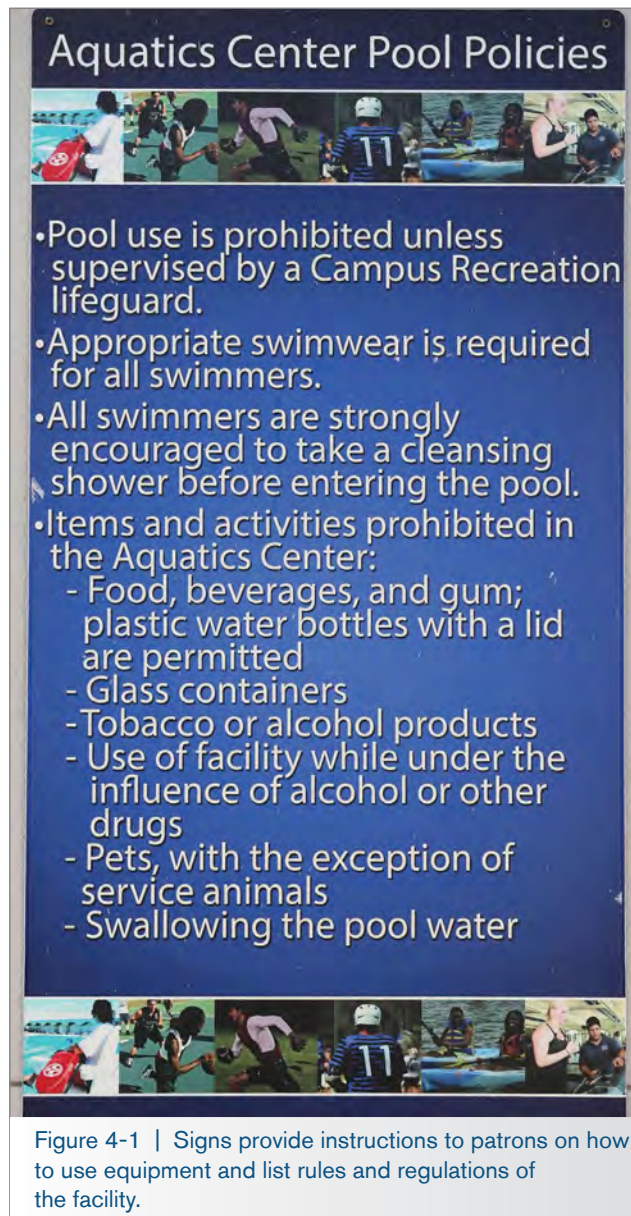 Aquatics Center Pool Policies
11
•Pool use is prohibited unless
supervised by a Campus Recreation
lifeguard.
•Appropriate swimwear is required
for all swimmers.
•All swimmers are strongly
encouraged to take a cleansing
shower before entering the pool.
•Items and activities prohibited in
the Aquatics Center:
- Food, beverages, and gum;
plastic water bottles with a lid
are permitted
- Glass containers
-Tobacco or alcohol products
- Use of facility while under the
influence of alcohol or other
drugs
- Pets, with the exception of
service animals
- Swallowing the pool water
11
Figure 4-1 | Signs provide instructions to patrons on how
to use equipment and list rules and regulations of
the facility.